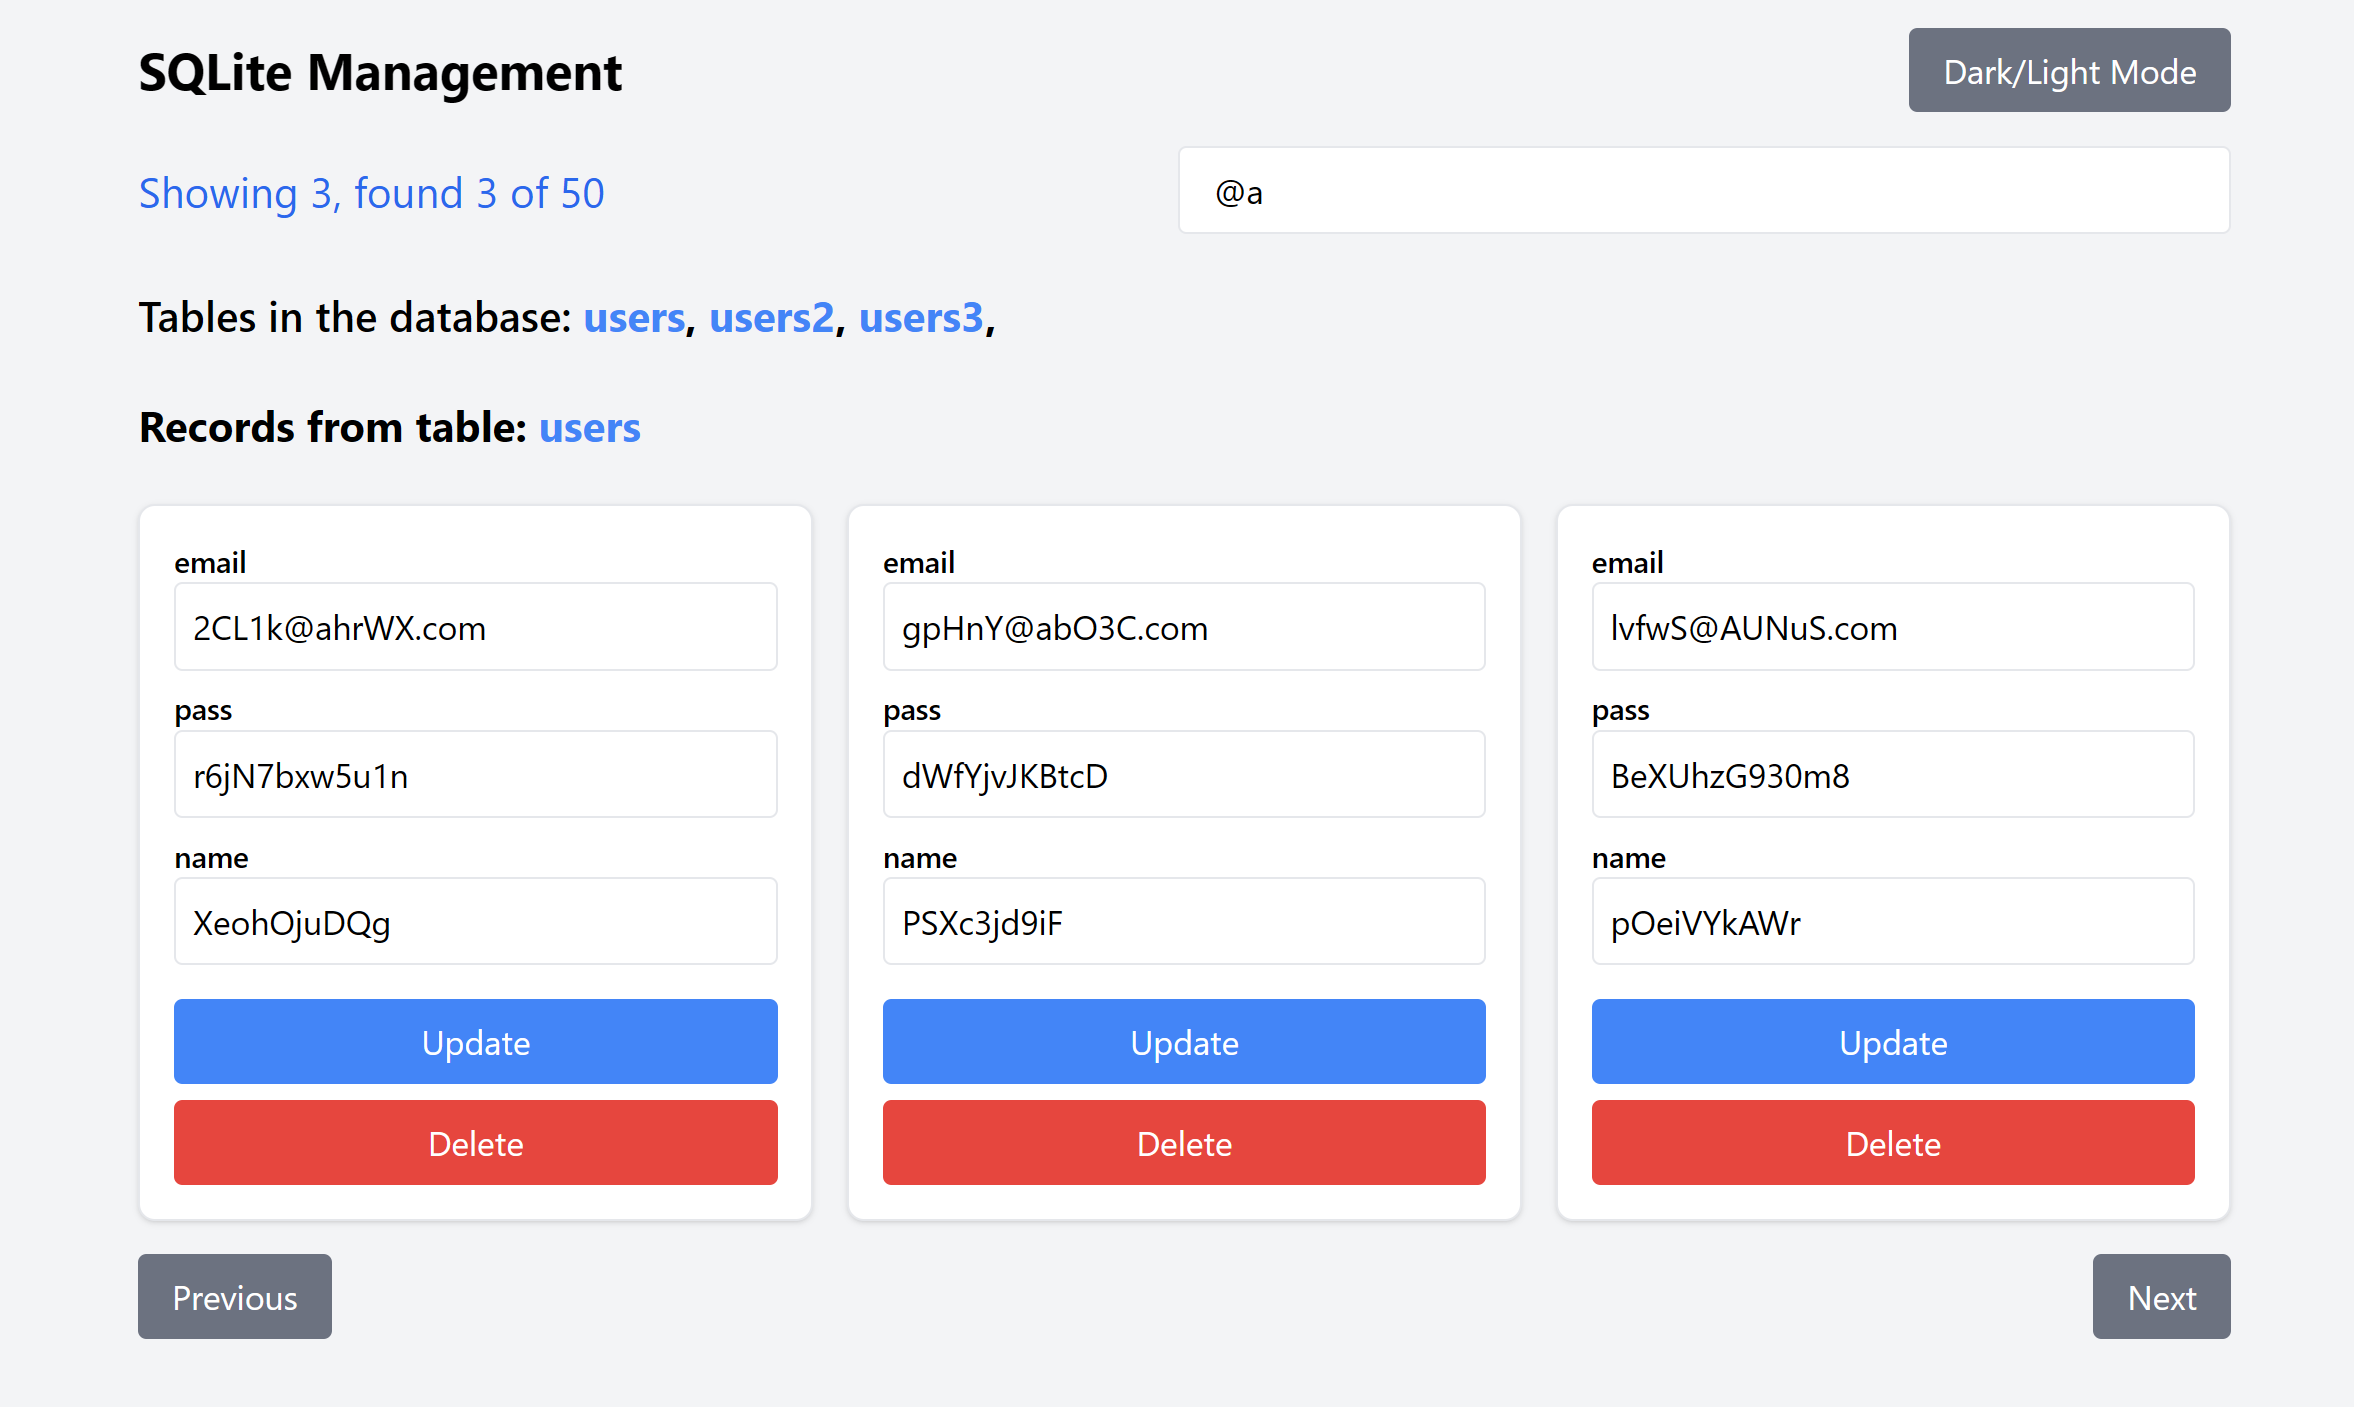 SQLite Management
Dark/Light Mode
Showing 3, found 3 of 50
@a
Tables in the database: users, users2, users3,
Records from table: users
email
2CL1k@ahrWX.com
pass
r6jN7bxw5u1n
name
XeohOjuDQg
Update
Delete
email
gpHnY@abO3C.com
pass
dWfYjvJKBtcD
name
PSXc3jd9iF
Update
Delete
email
lvfwS@AUNuS.com
pass
BeXUhzG930m8
name
pOeiVYkAWr
Update
Delete
Previous
Next